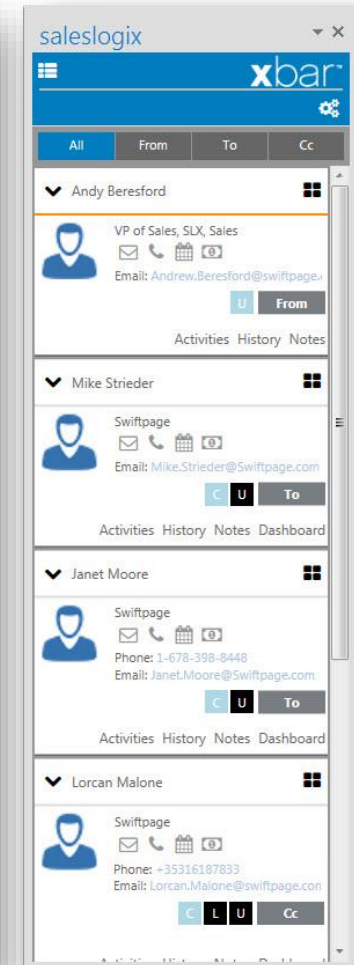 saleslogix
xbar
All From To Cc
Andy Beresford
VP of Sales, SLX, Sales
Email: Andrew.Beresford@swiftpage.
U From
Activities History Notes
Mike Strieder
Swiftpage
Email: Mike.Strieder@Swiftpage.com
C U To
Activities History Notes Dashboard
Janet Moore
Swiftpage
Phone: 1-678-398-8448
Email: Janet.Moore@Swiftpage.com
C U To
Activities History Notes Dashboard
Lorcan Malone
Swiftpage
Phone: +35316187833
Email: Lorcan.Malone@swiftpage.con
C L U Cc